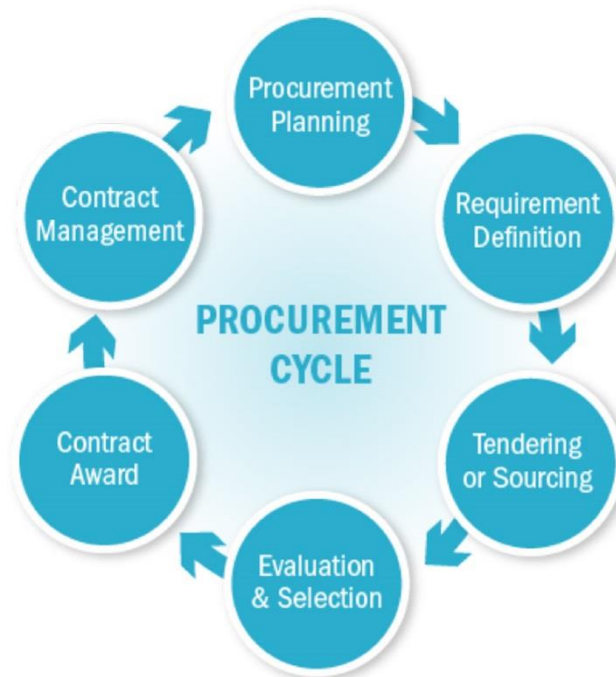 Procurement
Planning
Requirement
Definition
Tendering
or Sourcing
Evaluation
& Selection
Contract
Award
Contract
Management
PROCUREMENT
CYCLE